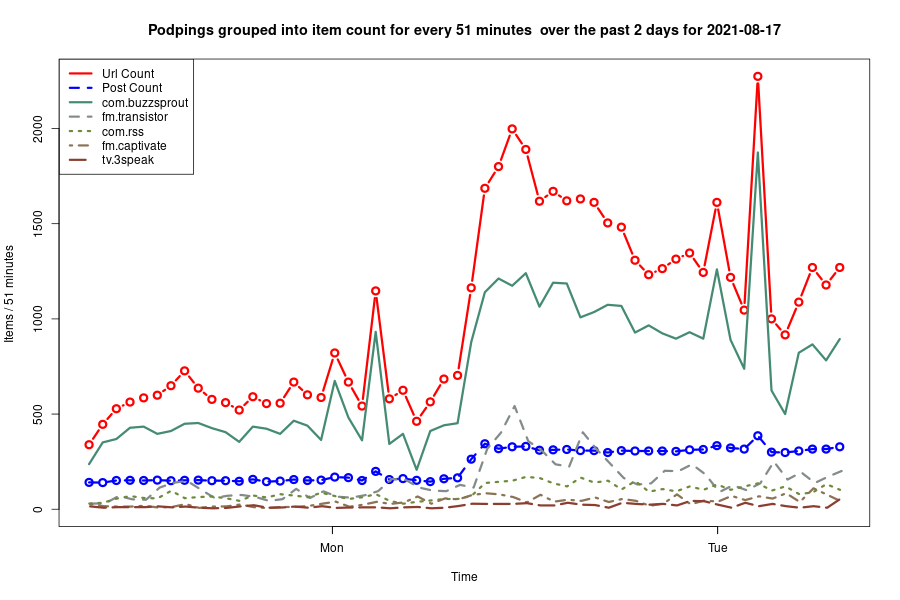 Podpings grouped into item count for every 51 minutes  over the past 2 days for 2021-08-17
Url Count
Post Count
com.buzzsprout
fm.transistor
com.rss
fm.captivate
tv.3speak
2000
1500
1000
500
0
Items / 51 minutes
Mon
Tue
Time